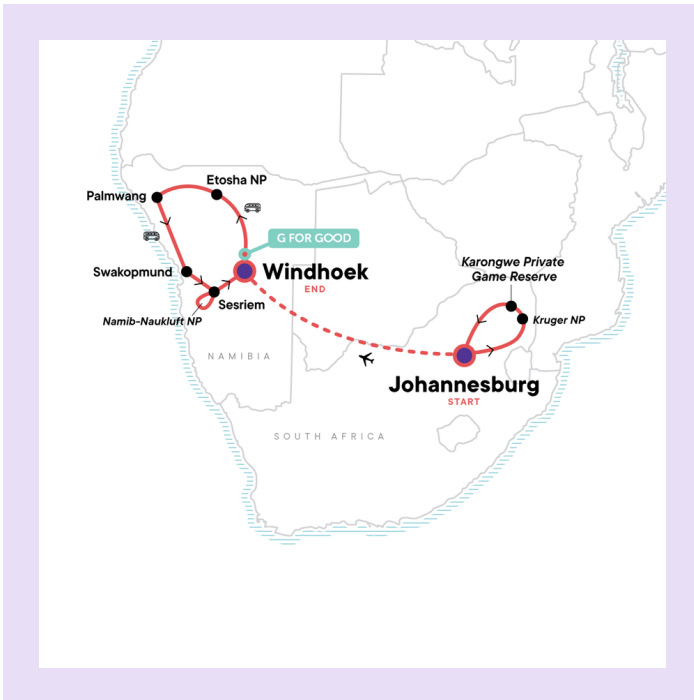 Etosha NP
Palmwang
G FOR GOOD
Swakopmund
Windhoek
END
Sesriem
Namib-Naukluft NP
Karongwe Private
Game Reserve
Kruger NP
NAMIBIA
Johannesburg
START
SOUTH AFRICA